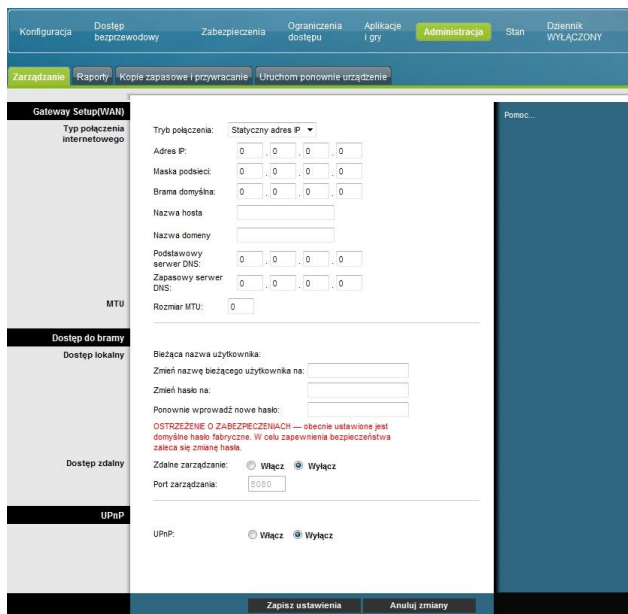 Konfiguracja
Dostęp bezprzewodowy
Zabezpieczenia
Ograniczenia dostępu
Aplikacje i gry
Administracja
Stan
Dziennik WYŁĄCZONY
Zarządzanie
Raporty
Kopie zapasowe i przywracanie
Uruchom ponownie urządzenie
Gateway Setup(WAN)
Pomoc...
Typ połączenia internetowego
Tryb połączenia: Statyczny adres IP
Adres IP: 0 . 0 . 0 . 0
Maska podsieci: 0 . 0 . 0 . 0
Brama domyślna: 0 . 0 . 0 . 0
Nazwa hosta
Nazwa domeny
Podstawowy serwer DNS: 0 . 0 . 0 . 0
Zapasowy serwer DNS: 0 . 0 . 0 . 0
MTU
Rozmiar MTU: 0
Dostęp do bramy
Dostęp lokalny
Bieżąca nazwa użytkownika:
Zmień nazwę bieżącego użytkownika na:
Zmień hasło na:
Ponownie wprowadź nowe hasło:
OSTRZEŻENIE O ZABEZPIECZENIACH — obecnie ustawione jest
domyślne hasło fabryczne. W celu zapewnienia bezpieczeństwa
zaleca się zmianę hasła.
Dostęp zdalny
Zdalne zarządzanie: Włącz Wyłącz
Port zarządzania: 8080
UPnP
UPnP: Włącz Wyłącz
Zapisz ustawienia
Anuluj zmiany